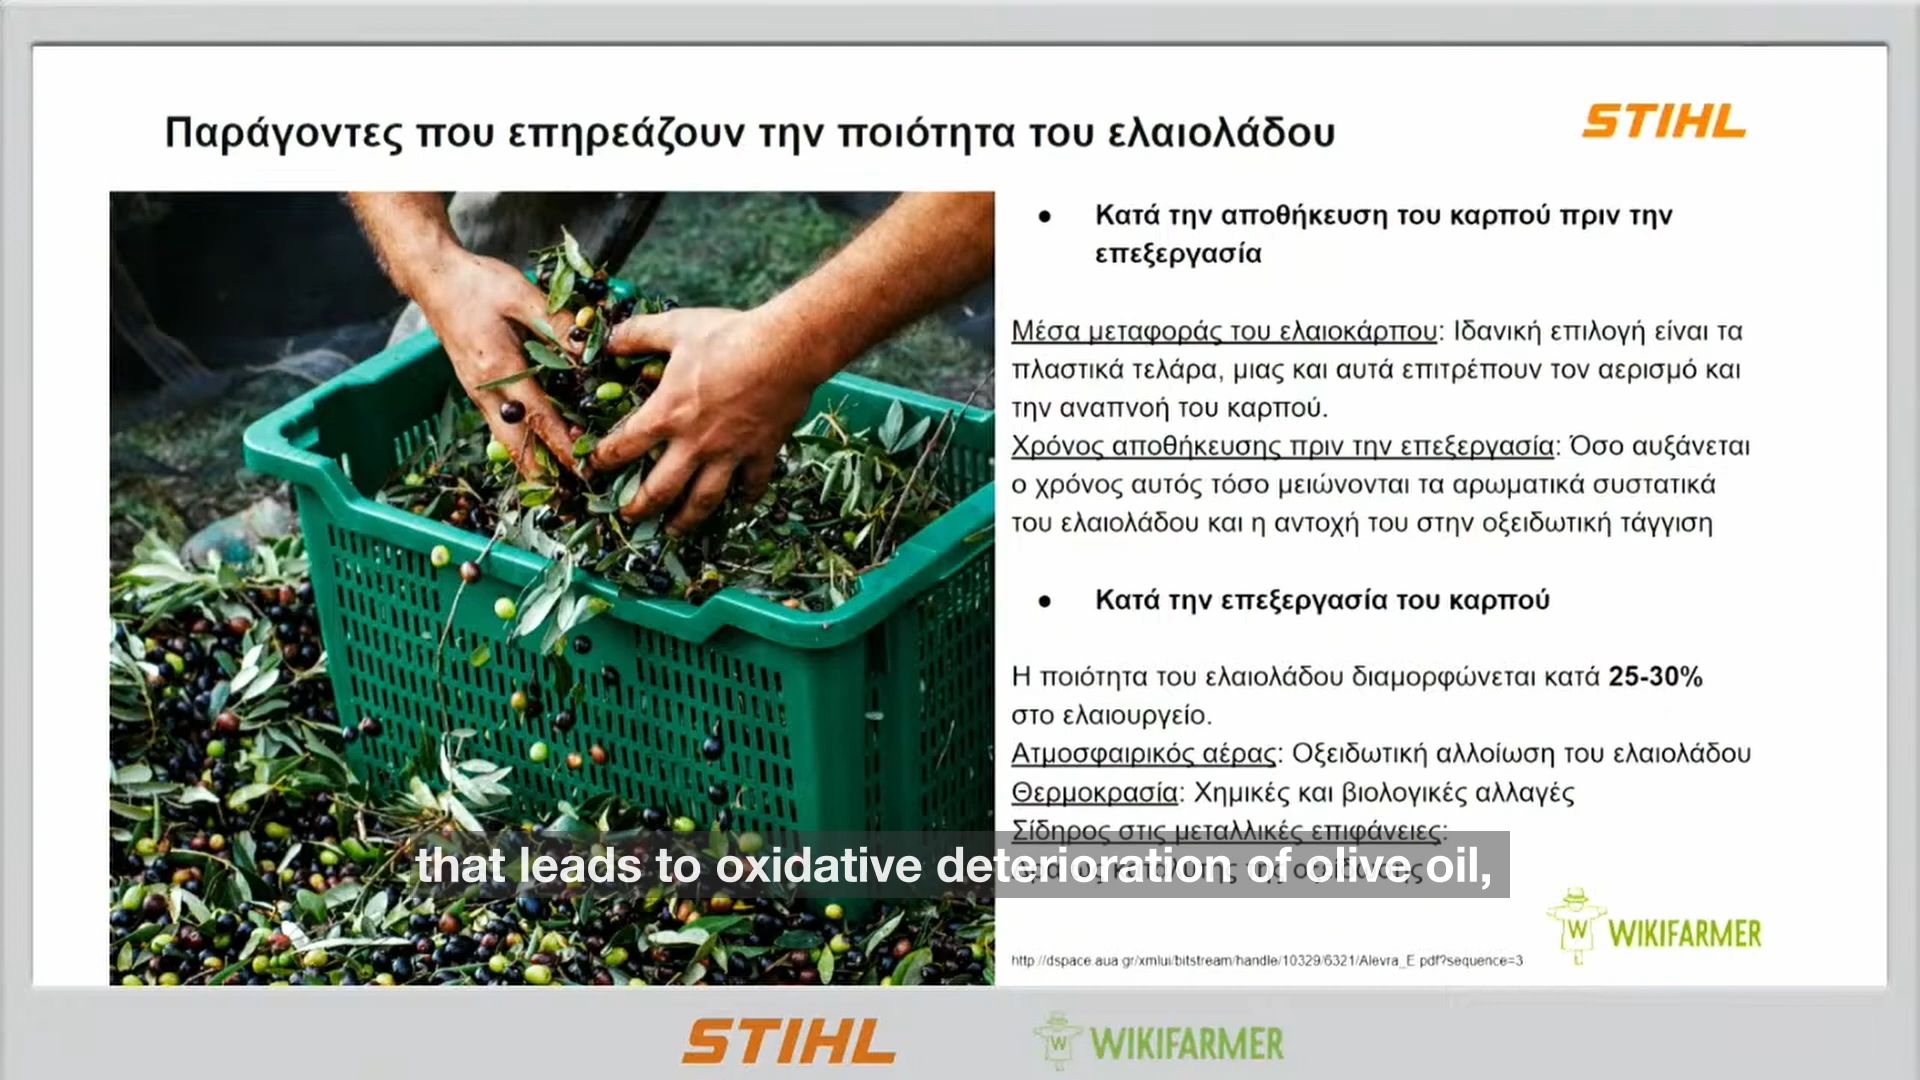 Παράγοντες που επηρεάζουν την ποιότητα του ελαιολάδου
STIHL
● Κατά την αποθήκευση του καρπού πριν την
επεξεργασία
Μέσα μεταφοράς του ελαιοκάρπου: Ιδανική επιλογή είναι τα
πλαστικά τελάρα, μιας και αυτά επιτρέπουν τον αερισμό και
την αναπνοή του καρπού.
Χρόνος αποθήκευσης πριν την επεξεργασία: Όσο αυξάνεται
ο χρόνος αυτός τόσο μειώνονται τα αρωματικά συστατικά
του ελαιολάδου και η αντοχή του στην οξειδωτική τάγγιση
● Κατά την επεξεργασία του καρπού
Η ποιότητα του ελαιολάδου διαμορφώνεται κατά 25-30%
στο ελαιουργείο.
Ατμοσφαιρικός αέρας: Οξειδωτική αλλοίωση του ελαιολάδου
Θερμοκρασία: Χημικές και βιολογικές αλλαγές
Σίδηρος στις μεταλλικές επιφάνειες:
that leads to oxidative deterioration of olive oil,
W WIKIFARMER
http://dspace.aua gr/xmlui/bitstream/handle/10329/6321/Alevra_E pdf?sequence=3
STIHL
W WIKIFARMER